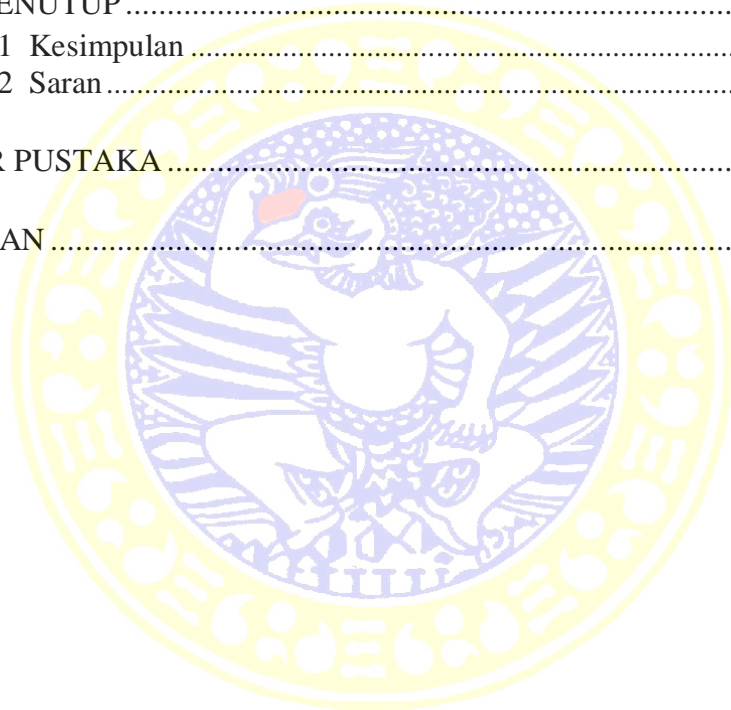 ENUTUP ....................................................................................
1 Kesimpulan ....................................................................................
2 Saran ....................................................................................
R PUSTAKA ....................................................................................
AN ....................................................................................